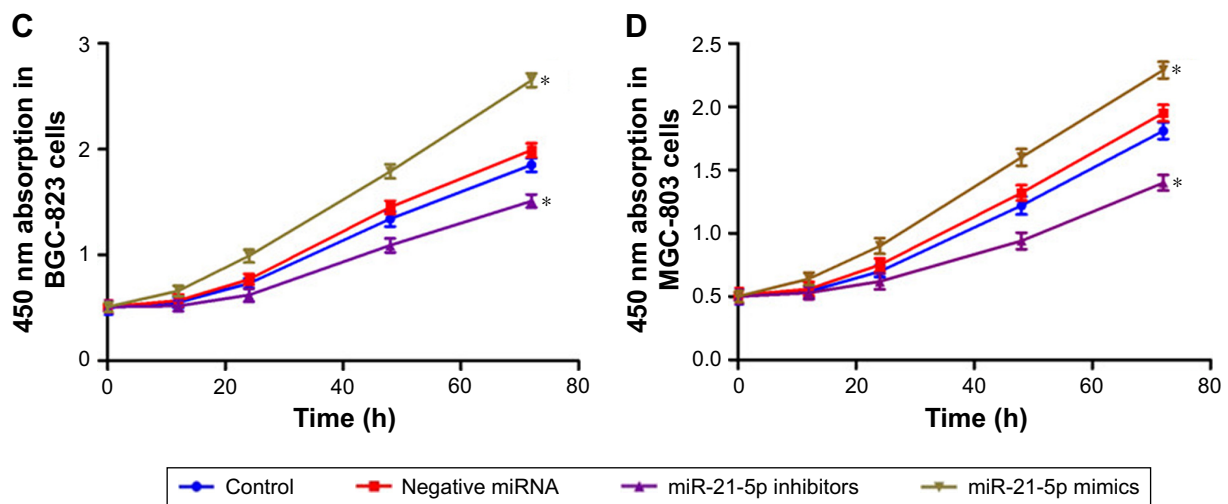 C
450 nm absorption in
BGC-823 cells
3
2
1
0
*
*
0 20 40 60 80
Time (h)
D
450 nm absorption in
MGC-803 cells
2.5
2.0
1.5
1.0
0.5
0.0
*
*
0 20 40 60 80
Time (h)
Control Negative miRNA miR-21-5p inhibitors miR-21-5p mimics